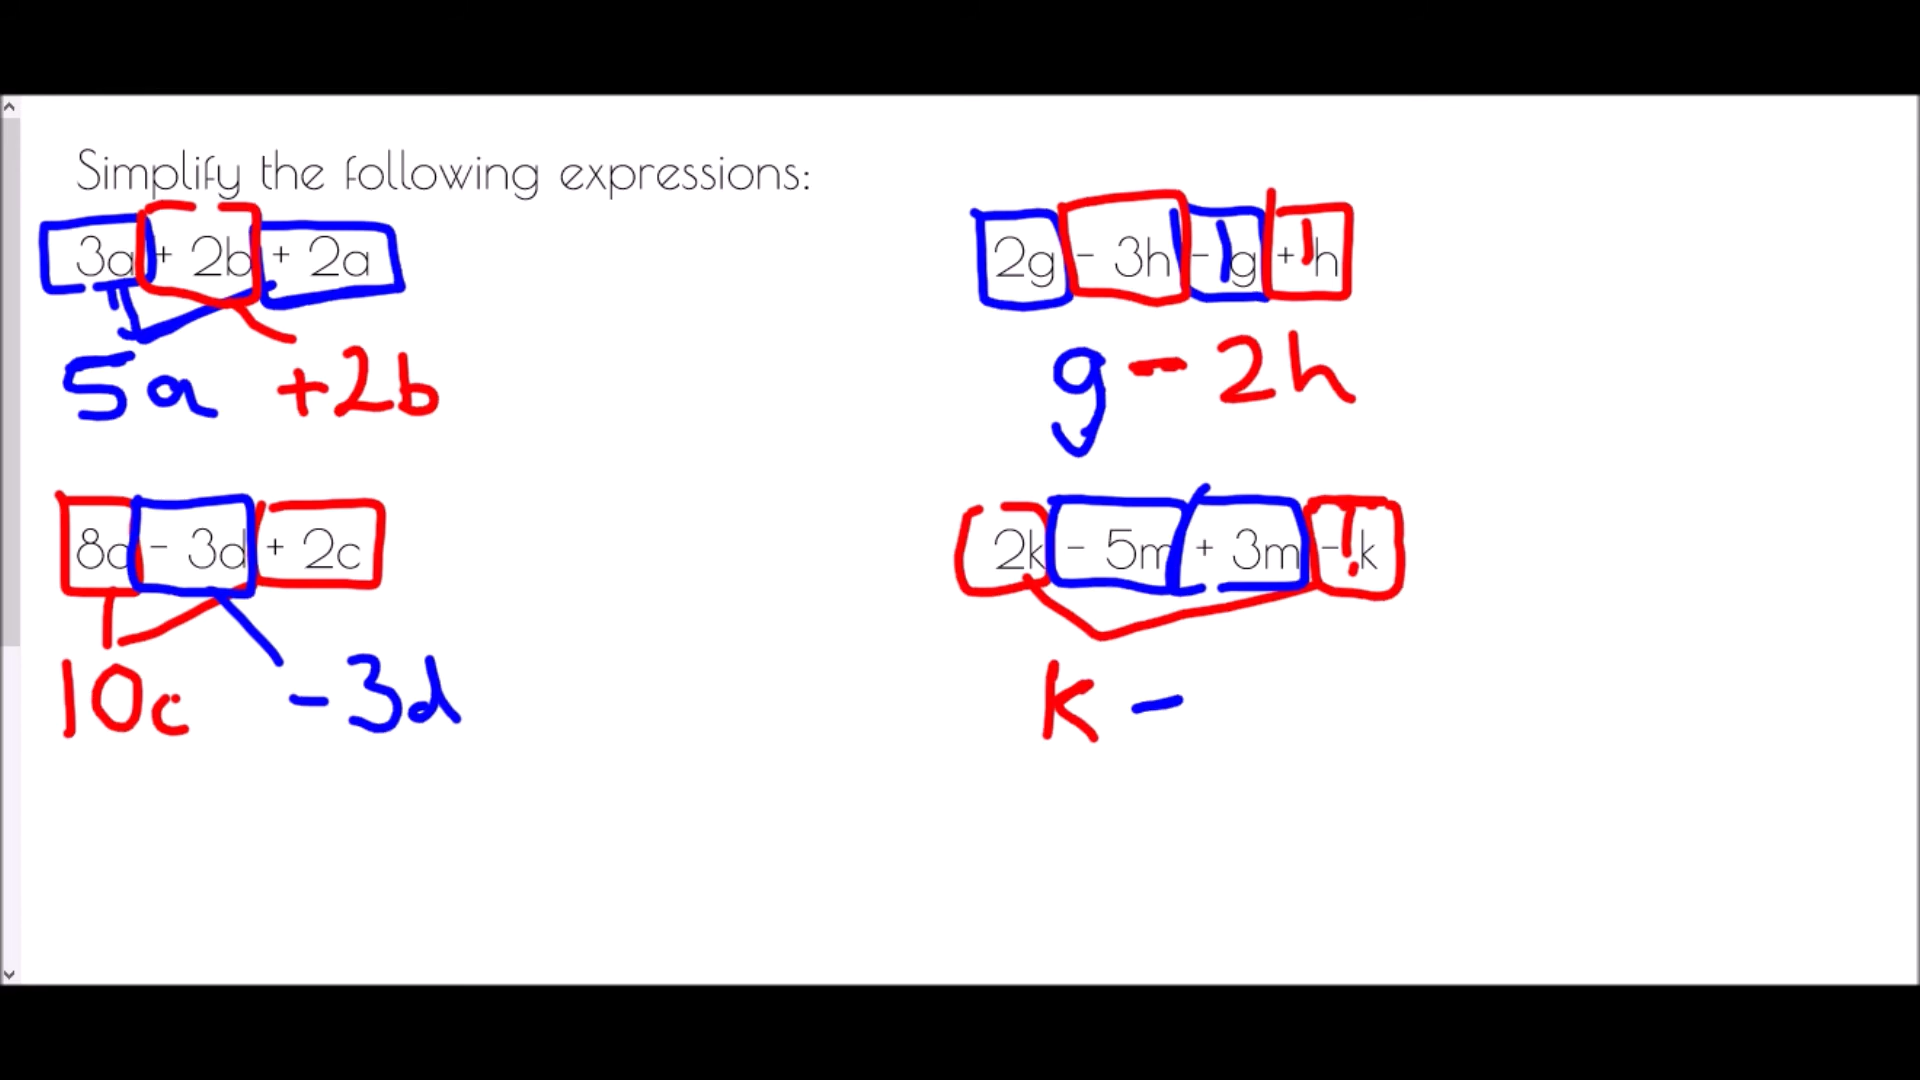 Simplify the following expressions:
3a + 2b + 2a
5a +2b
2g - 3h - 1g + 1h
g - 2h
8c - 3d + 2c
10c - 3d
2k - 5m + 3m - 1k
k -